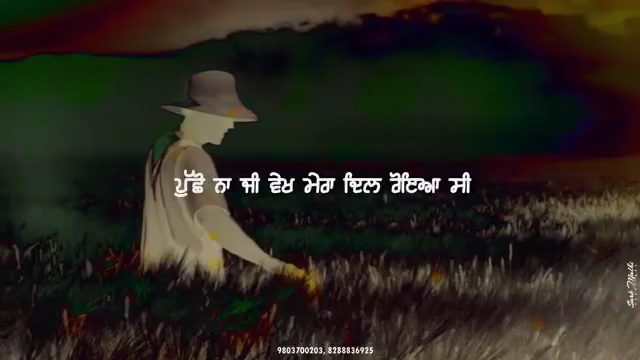 ਪੁੱਛੋ ਨਾ ਜੀ ਵੇਖ ਮੇਰਾ ਦਿਲ ਰੋਇਆ ਸੀ
9803700203, 8288836925